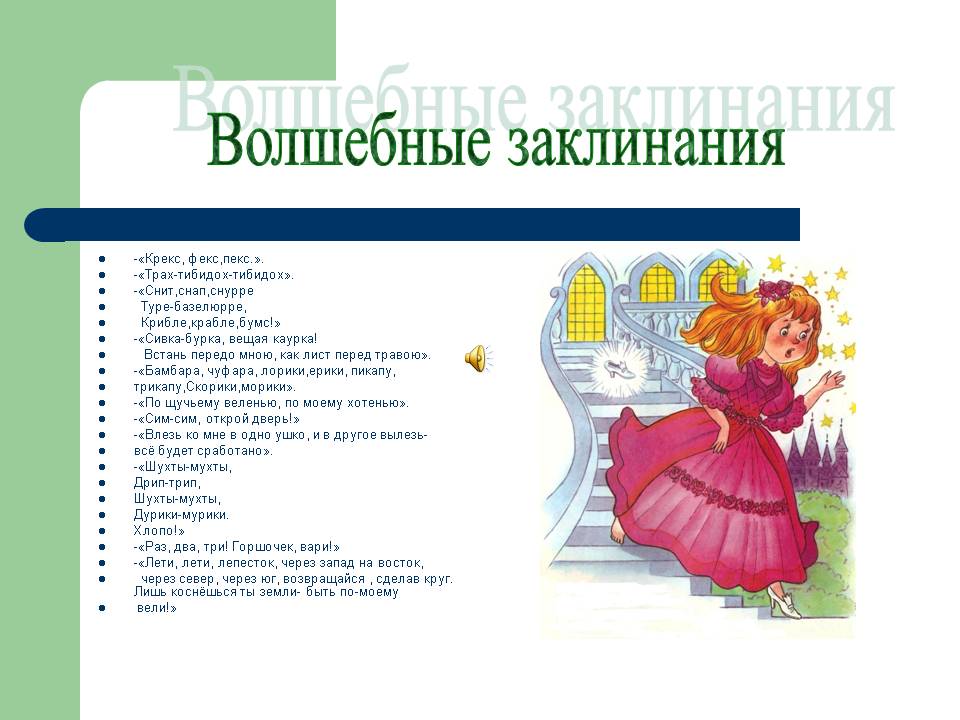 Волшебные заклинания
-«Крекс, фекс,пекс.».
-«Трах-тибидох-тибидох».
-«Снит,снап,снурре
Туре-базелюрре,
Крибле,крабле,бумс!»
-«Сивка-бурка, вещая каурка!
Встань передо мною, как лист перед травою».
-«Бамбара, чуфара, лорики,ерики, пикапу,
трикапу,Скорики,морики».
-«По щучьему веленью, по моему хотенью».
-«Сим-сим, открой дверь!»
-«Влезь ко мне в одно ушко, и в другое вылезь-
всё будет сработано».
-«Шухты-мухты,
Дрип-трип,
Шухты-мухты,
Дурики-мурики.
Хлопо!»
-«Раз, два, три! Горшочек, вари!»
-«Лети, лети, лепесток, через запад на восток,
через север, через юг, возвращайся , сделав круг.
Лишь коснёшься ты земли- быть по-моему
вели!»